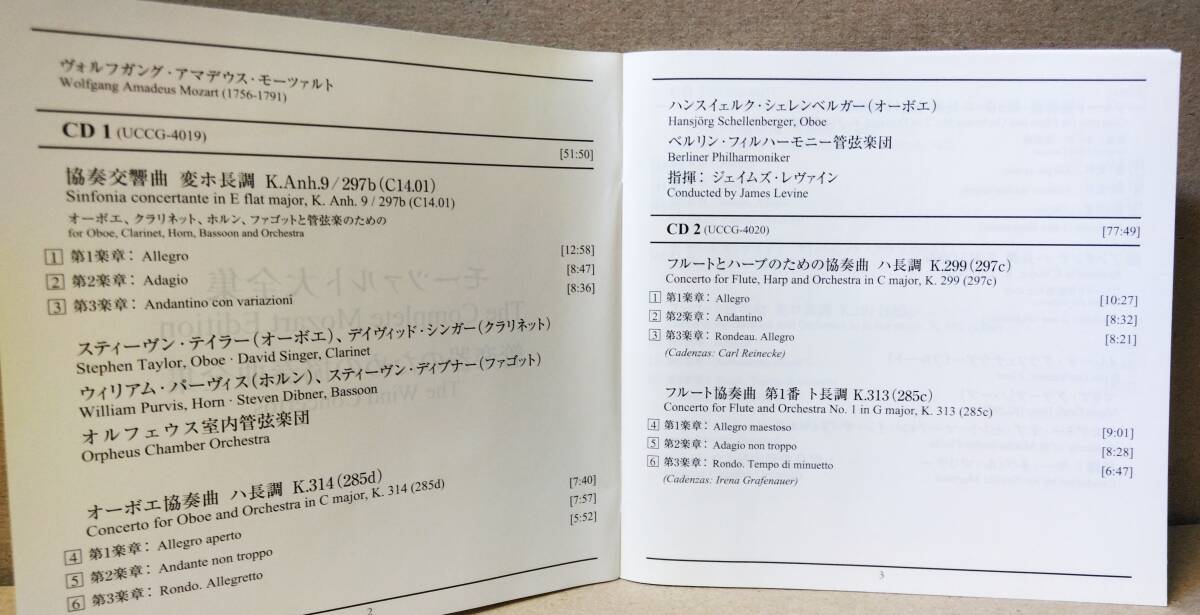 ヴォルフガング・アマデウス・モーツァルト
Wolfgang Amadeus Mozart (1756-1791)
CD 1 (UCCG-4019)
[51:50]
協奏交響曲 変ホ長調 K.Anh.9/297b(C14.01)
Sinfonia concertante in E flat major, K. Anh. 9 / 297b (C14.01)
オーボエ、クラリネット、ホルン、ファゴットと管弦楽のための
for Oboe, Clarinet, Horn, Bassoon and Orchestra
1 第1楽章: Allegro [12:58]
2 第2楽章: Adagio [8:47]
3 第3楽章: Andantino con variazioni [8:36]
スティーヴン・テイラー(オーボエ)、デイヴィッド・シンガー(クラリネット)
Stephen Taylor, Oboe · David Singer, Clarinet
ウィリアム・パーヴィス(ホルン)、スティーヴン・ディブナー(ファゴット)
William Purvis, Horn · Steven Dibner, Bassoon
オルフェウス室内管弦楽団
Orpheus Chamber Orchestra
オーボエ協奏曲 ハ長調 K.314(285d)
Concerto for Oboe and Orchestra in C major, K. 314 (285d)
4 第1楽章: Allegro aperto [7:40]
5 第2楽章: Andante non troppo [7:57]
6 第3楽章: Rondo. Allegretto [5:52]
2
ハンスイェルク・シェレンベルガー(オーボエ)
Hansjörg Schellenberger, Oboe
ベルリン・フィルハーモニー管弦楽団
Berliner Philharmoniker
指揮: ジェイムズ・レヴァイン
Conducted by James Levine
CD 2 (UCCG-4020) [77:49]
フルートとハープのための協奏曲 ハ長調 K.299(297c)
Concerto for Flute, Harp and Orchestra in C major, K. 299 (297c)
1 第1楽章: Allegro [10:27]
2 第2楽章: Andantino [8:32]
3 第3楽章: Rondeau. Allegro [8:21]
(Cadenzas: Carl Reinecke)
フルート協奏曲 第1番 ト長調 K.313(285c)
Concerto for Flute and Orchestra No. 1 in G major, K. 313 (285c)
4 第1楽章: Allegro maestoso [9:01]
5 第2楽章: Adagio non troppo [8:28]
6 第3楽章: Rondo. Tempo di minuetto [6:47]
(Cadenzas: Irena Grafenauer)
3